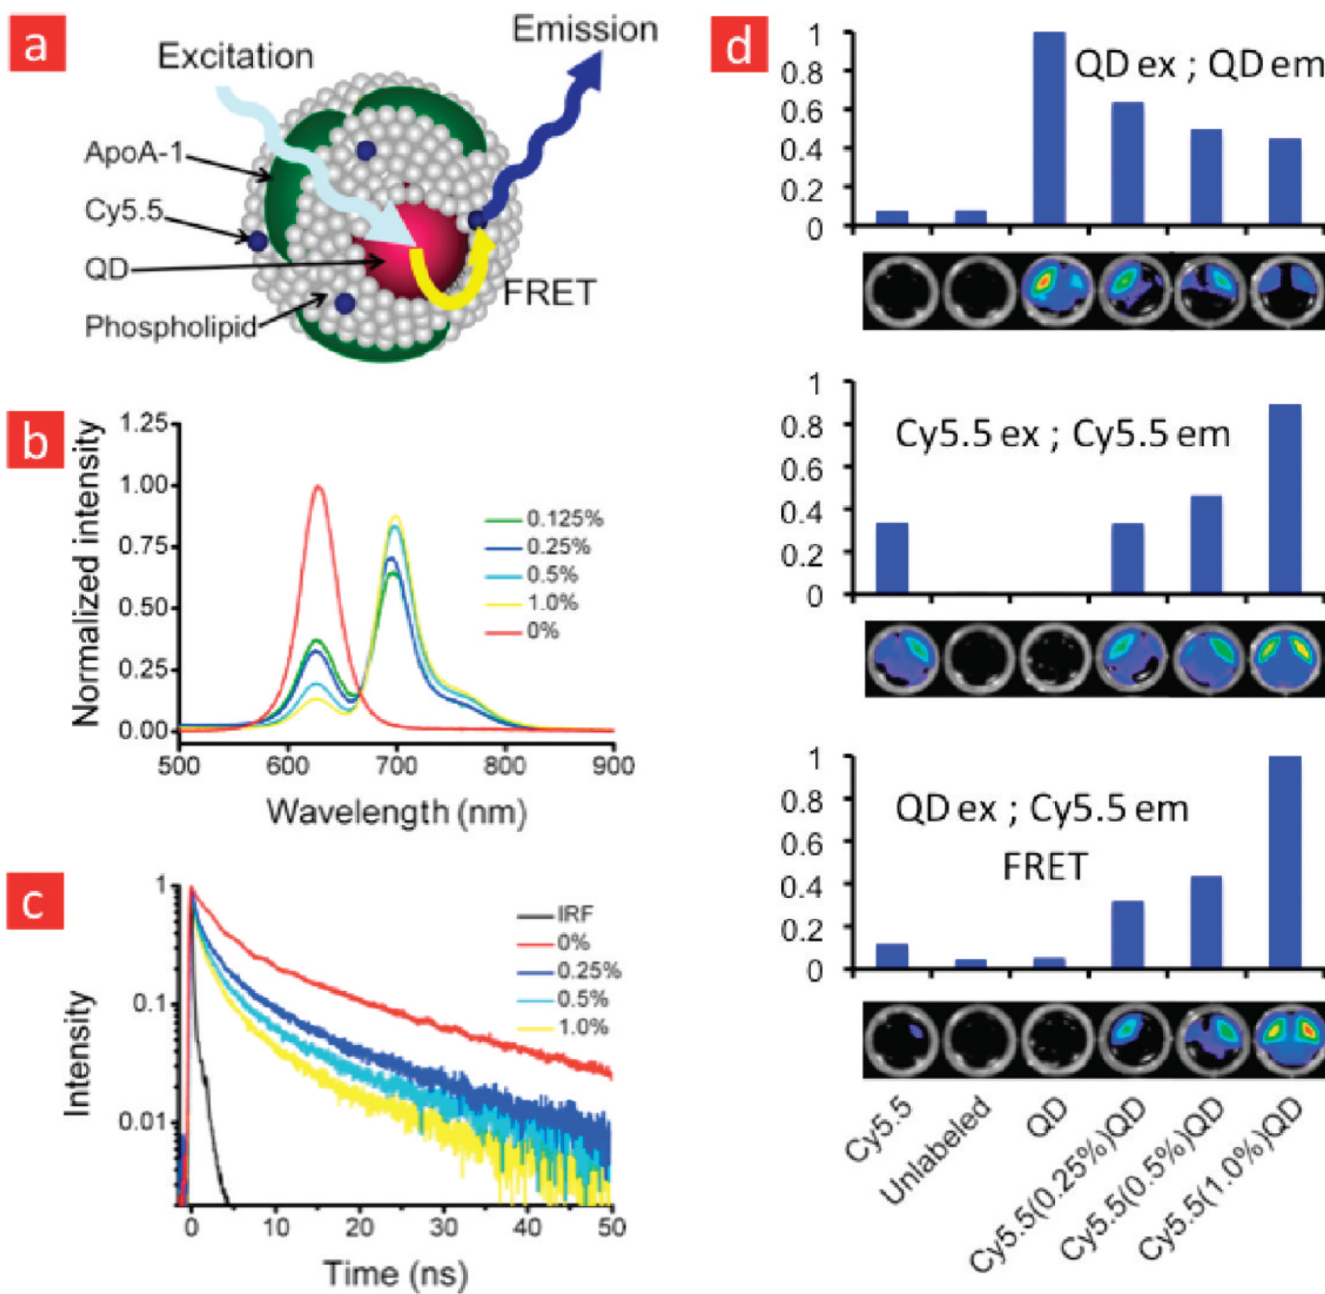 a
Excitation
Emission
ApoA-1
Cy5.5
QD
Phospholipid
FRET
b
Normalized intensity
1.25
1.00
0.75
0.50
0.25
0.00
500 600 700 800 900
Wavelength (nm)
0.125%
0.25%
0.5%
1.0%
0%
c
Intensity
1
0.1
0.01
0 10 20 30 40 50
Time (ns)
IRF
0%
0.25%
0.5%
1.0%
d
QD ex ; QD em
1
0.8
0.6
0.4
0.2
0
Cy5.5 ex ; Cy5.5 em
1
0.8
0.6
0.4
0.2
0
QD ex ; Cy5.5 em
FRET
1
0.8
0.6
0.4
0.2
0
Cy5.5
Unlabeled
QD
Cy5.5(0.25%)QD
Cy5.5(0.5%)QD
Cy5.5(1.0%)QD